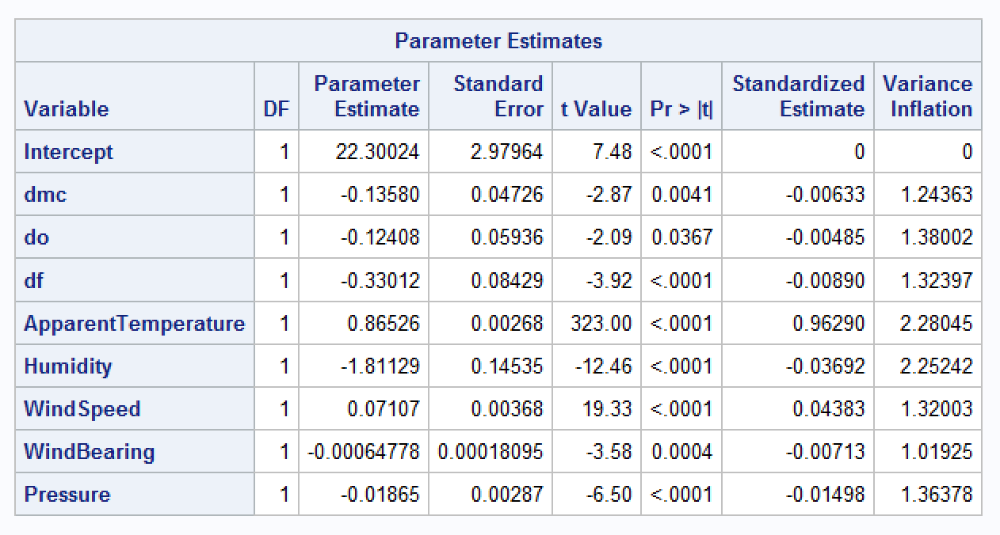 Parameter Estimates
Variable DF Parameter Estimate Standard Error t Value Pr > |t| Standardized Estimate Variance Inflation
Intercept 1 22.30024 2.97964 7.48 <.0001 0 0
dmc 1 -0.13580 0.04726 -2.87 0.0041 -0.00633 1.24363
do 1 -0.12408 0.05936 -2.09 0.0367 -0.00485 1.38002
df 1 -0.33012 0.08429 -3.92 <.0001 -0.00890 1.32397
ApparentTemperature 1 0.86526 0.00268 323.00 <.0001 0.96290 2.28045
Humidity 1 -1.81129 0.14535 -12.46 <.0001 -0.03692 2.25242
WindSpeed 1 0.07107 0.00368 19.33 <.0001 0.04383 1.32003
WindBearing 1 -0.00064778 0.00018095 -3.58 0.0004 -0.00713 1.01925
Pressure 1 -0.01865 0.00287 -6.50 <.0001 -0.01498 1.36378